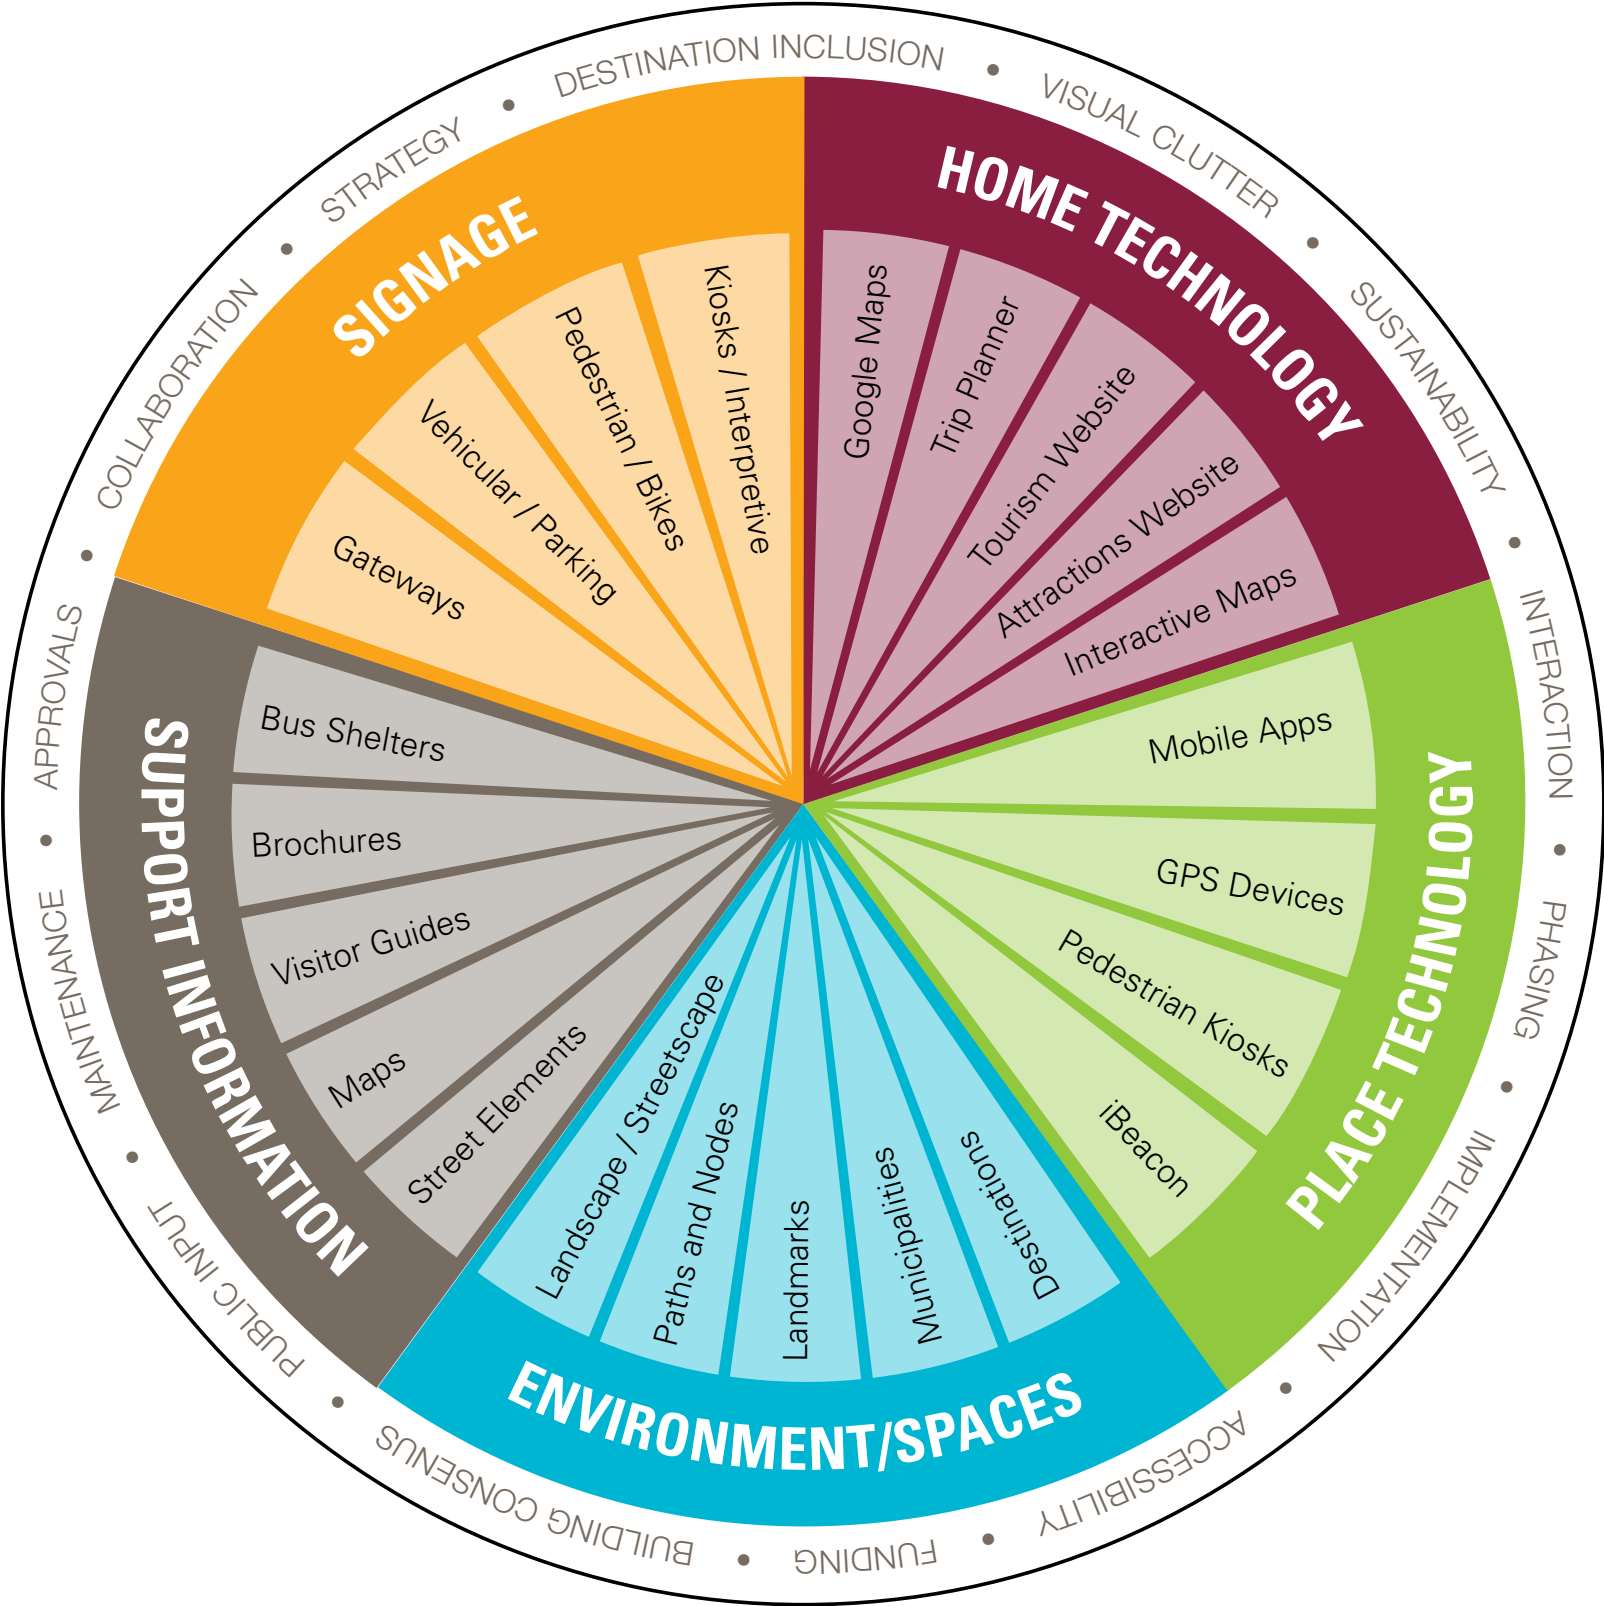 DESTINATION INCLUSION
VISUAL CLUTTER
SUSTAINABILITY
INTERACTION
PHASING
IMPLEMENTATION
ACCESSIBILITY
FUNDING
BUILDING CONSENUS
PUBLIC INPUT
MAINTENANCE
APPROVALS
COLLABORATION
STRATEGY
HOME TECHNOLOGY
Google Maps
Trip Planner
Tourism Website
Attractions Website
Interactive Maps
PLACE TECHNOLOGY
Mobile Apps
GPS Devices
Pedestrian Kiosks
iBeacon
ENVIRONMENT/SPACES
Destinations
Municipalities
Landmarks
Paths and Nodes
Landscape / Streetscape
SUPPORT INFORMATION
Street Elements
Maps
Visitor Guides
Brochures
Bus Shelters
SIGNAGE
Gateways
Vehicular / Parking
Pedestrian / Bikes
Kiosks / Interpretive